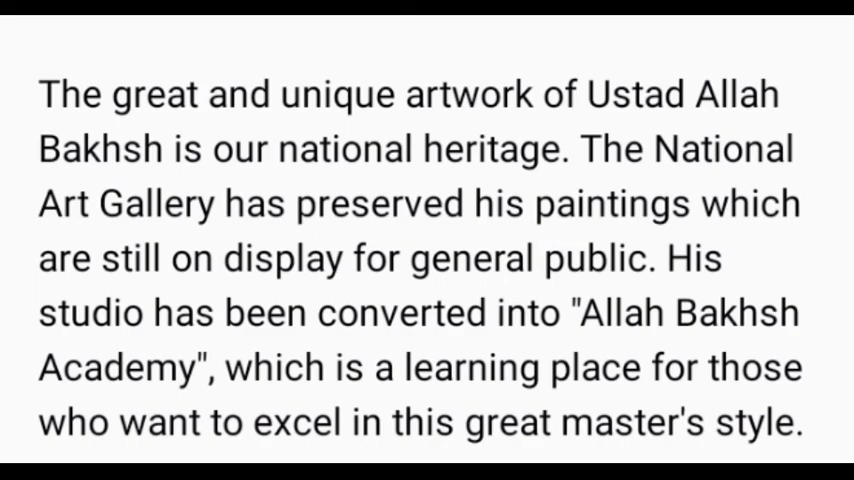 The great and unique artwork of Ustad Allah
Bakhsh is our national heritage. The National
Art Gallery has preserved his paintings which
are still on display for general public. His
studio has been converted into "Allah Bakhsh
Academy", which is a learning place for those
who want to excel in this great master's style.